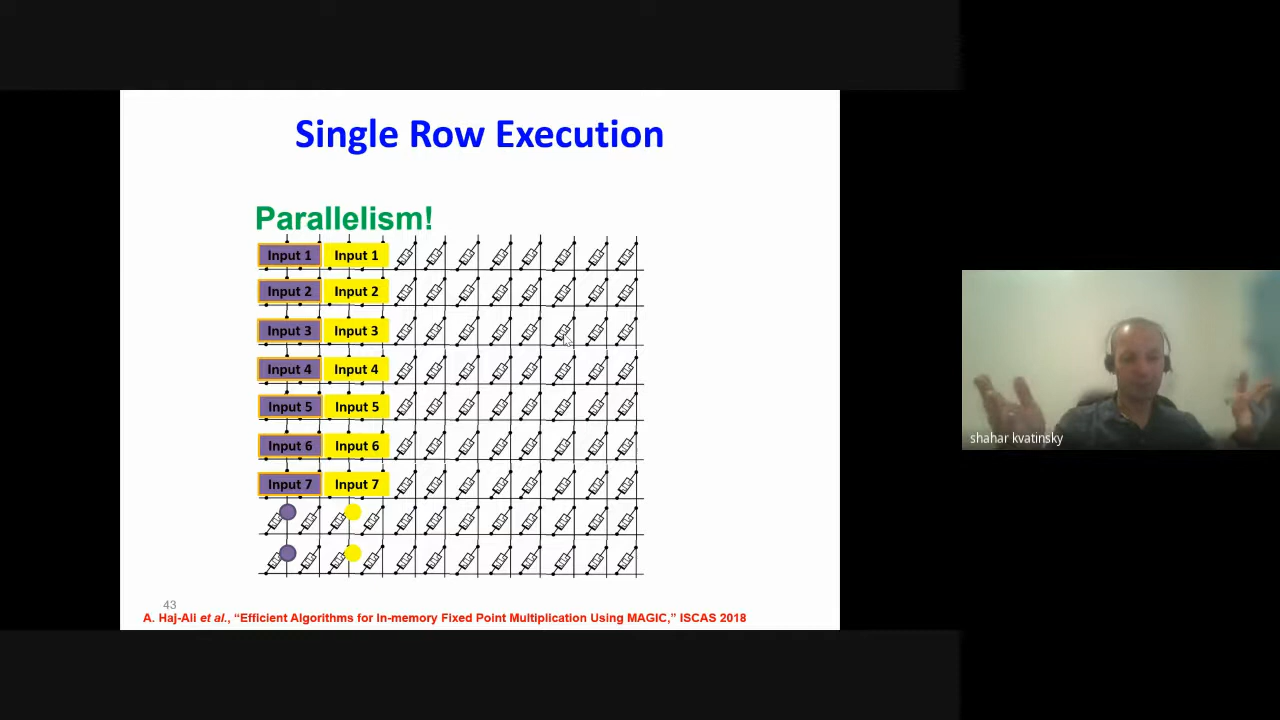 Single Row Execution
Parallelism!
Input 1 Input 1
Input 2 Input 2
Input 3 Input 3
Input 4 Input 4
Input 5 Input 5
Input 6 Input 6
Input 7 Input 7
43
A. Haj-Ali et al., “Efficient Algorithms for In-memory Fixed Point Multiplication Using MAGIC,” ISCAS 2018
shahar kvatinsky